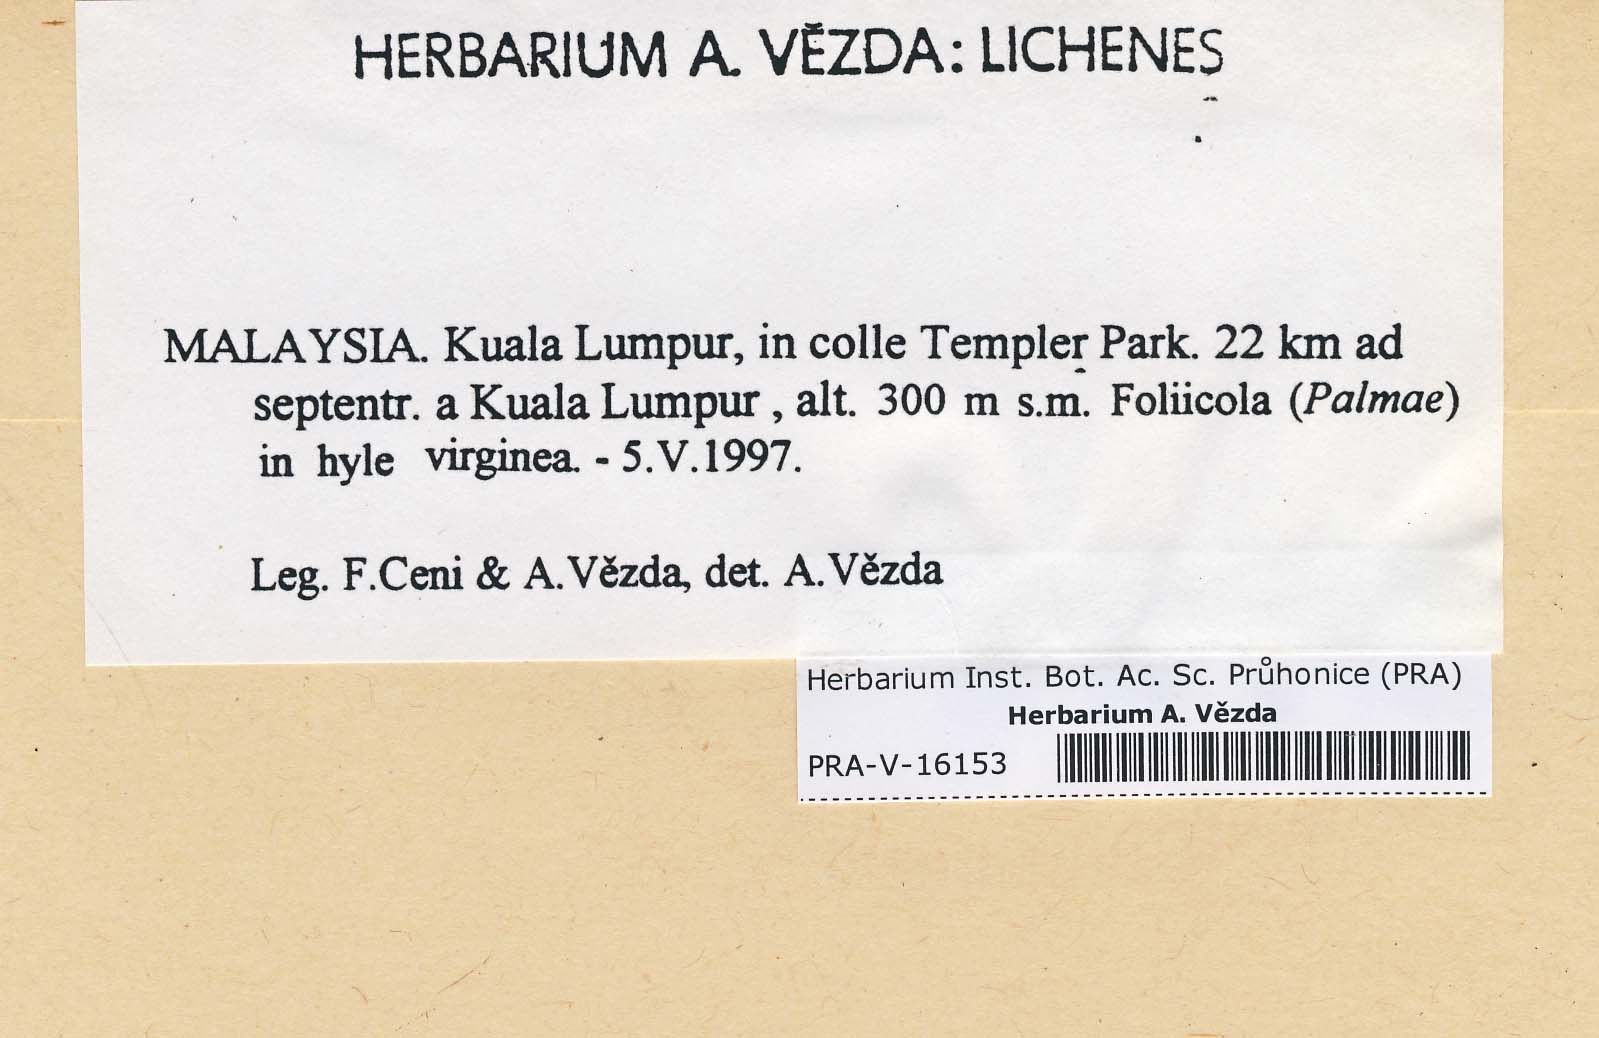 HERBARIUM A. VĚZDA: LICHENES
MALAYSIA. Kuala Lumpur, in colle Templer Park. 22 km ad
septentr. a Kuala Lumpur , alt. 300 m s.m. Foliicola (Palmae)
in hyle virginea. - 5.V.1997.
Leg. F.Ceni & A.Vězda, det. A.Vězda
Herbarium Inst. Bot. Ac. Sc. Průhonice (PRA)
Herbarium A. Vězda
PRA-V-16153